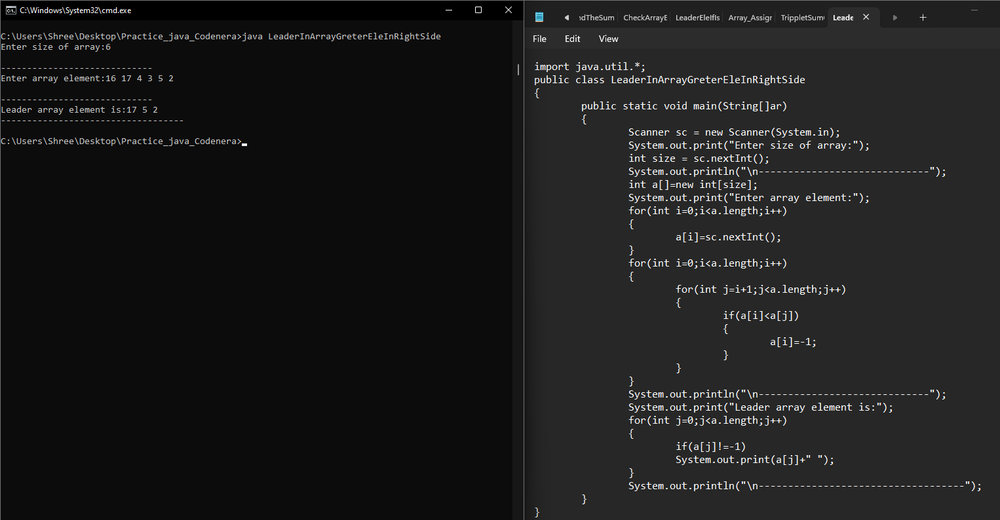 C:\Windows\System32\cmd.exe
C:\Users\Shree\Desktop\Practice_java_Codenera>java LeaderInArrayGreterEleInRightSide
Enter size of array:6
-----------------------------
Enter array element:16 17 4 3 5 2
-----------------------------
Leader array element is:17 5 2
-----------------------------------
C:\Users\Shree\Desktop\Practice_java_Codenera>
ndTheSum CheckArrayE LeaderEleIfIs Array_Assigr TrippletSum Leade
File Edit View
import java.util.*;
public class LeaderInArrayGreterEleInRightSide
{
public static void main(String[]ar)
{
Scanner sc = new Scanner(System.in);
System.out.print("Enter size of array:");
int size = sc.nextInt();
System.out.println("\n-----------------------------");
int a[]=new int[size];
System.out.print("Enter array element:");
for(int i=0;i<a.length;i++)
{
a[i]=sc.nextInt();
}
for(int i=0;i<a.length;i++)
{
for(int j=i+1;j<a.length;j++)
{
if(a[i]<a[j])
{
a[i]=-1;
}
}
}
System.out.println("\n-----------------------------");
System.out.print("Leader array element is:");
for(int j=0;j<a.length;j++)
{
if(a[j]!=-1)
System.out.print(a[j]+" ");
}
System.out.println("\n-----------------------------------");
}
}